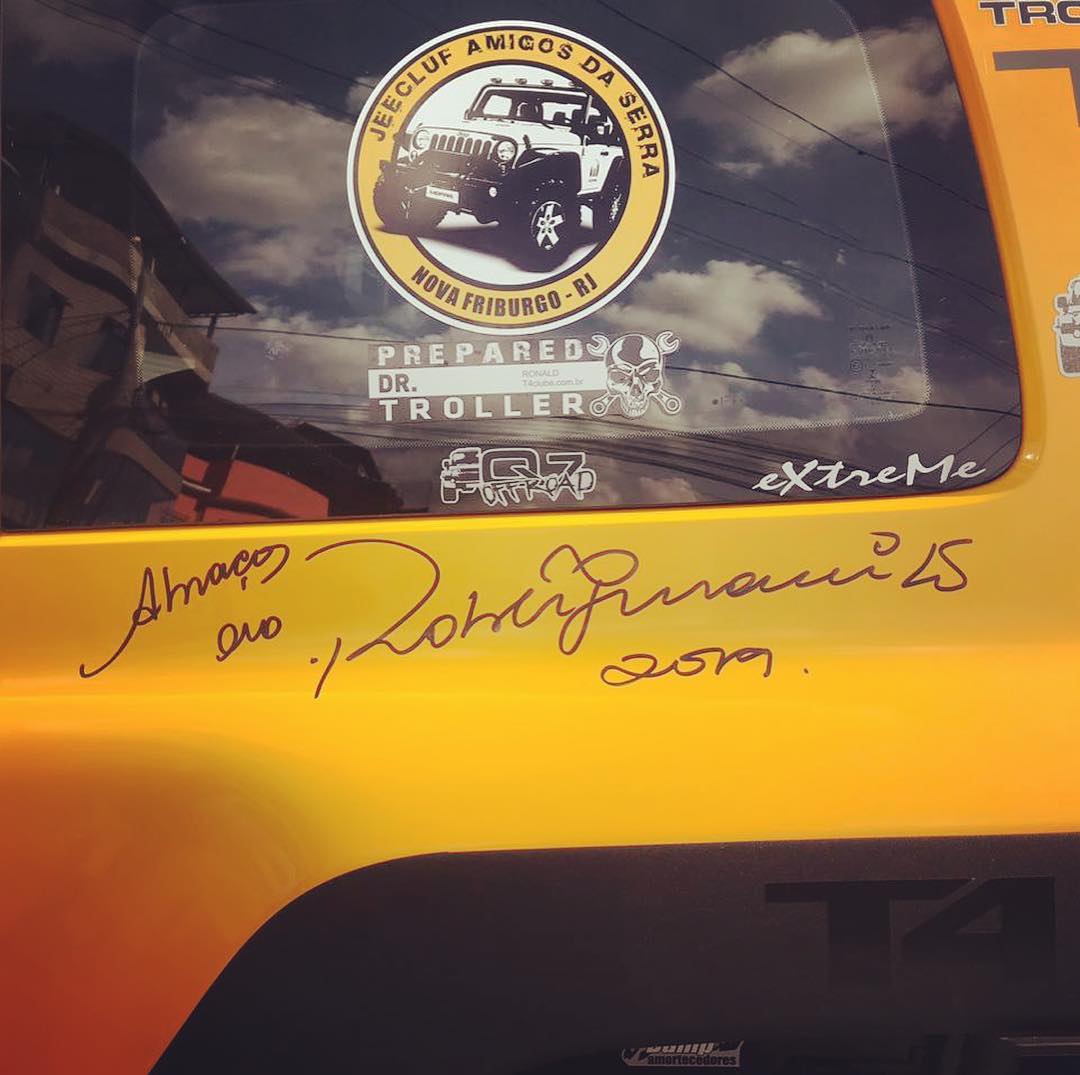 TRO
JEECLUF AMIGOS DA SERRA
NOVA FRIBURGO - RJ
PREPARED
DR.
RONALD
T4clube.com.br
TROLLER
OFFROAD
eXtreMe
Abraços
2019.
T4
amortecedores